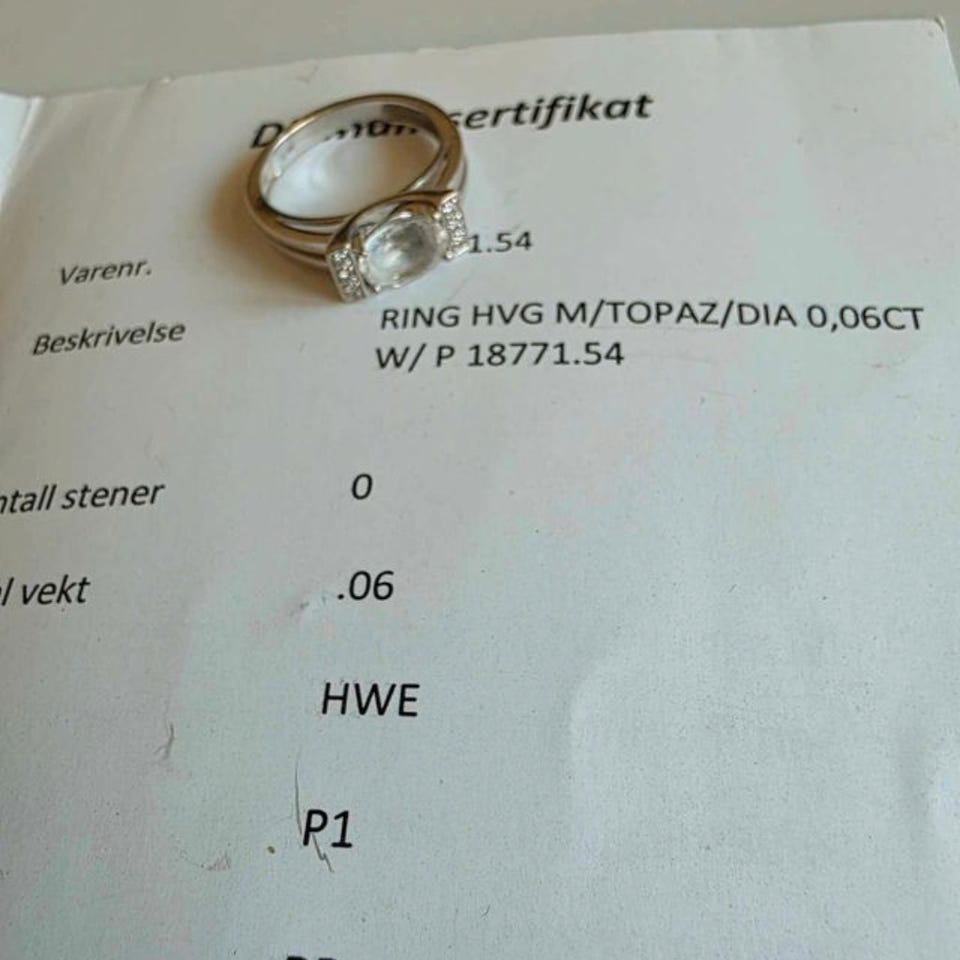 sertifikat
Varenr. 1.54
Beskrivelse RING HVG M/TOPAZ/DIA 0,06CT
W/ P 18771.54
ntall stener 0
l vekt .06
HWE
P1